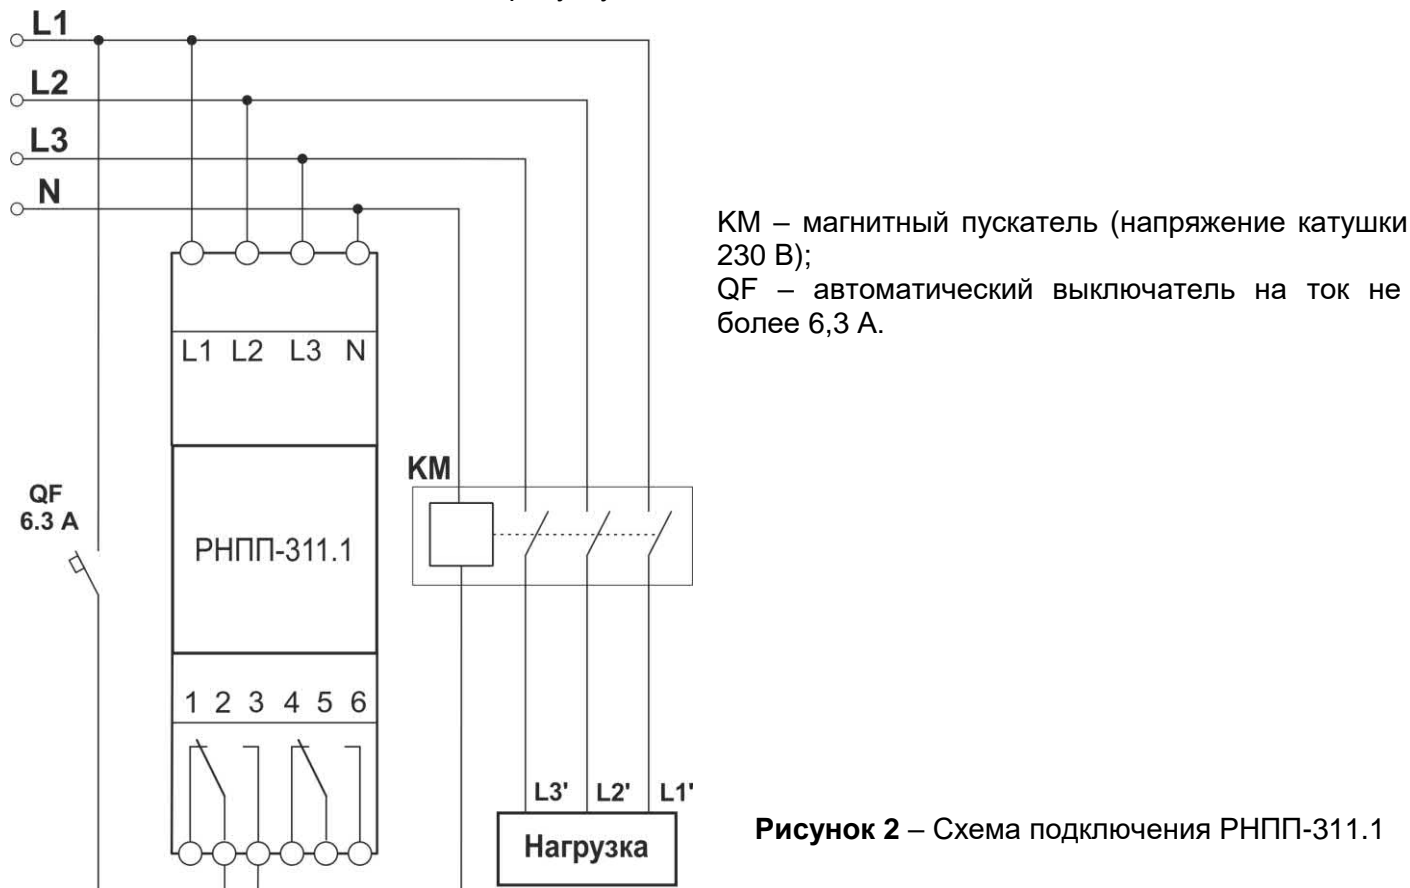 L1
L2
L3
N
КМ – магнитный пускатель (напряжение катушки
230 В);
QF – автоматический выключатель на ток не
более 6,3 А.
L1 L2 L3 N
КМ
QF
6.3 А
РНПП-311.1
1 2 3 4 5 6
L3' L2' L1'
Нагрузка
Рисунок 2 – Схема подключения РНПП-311.1